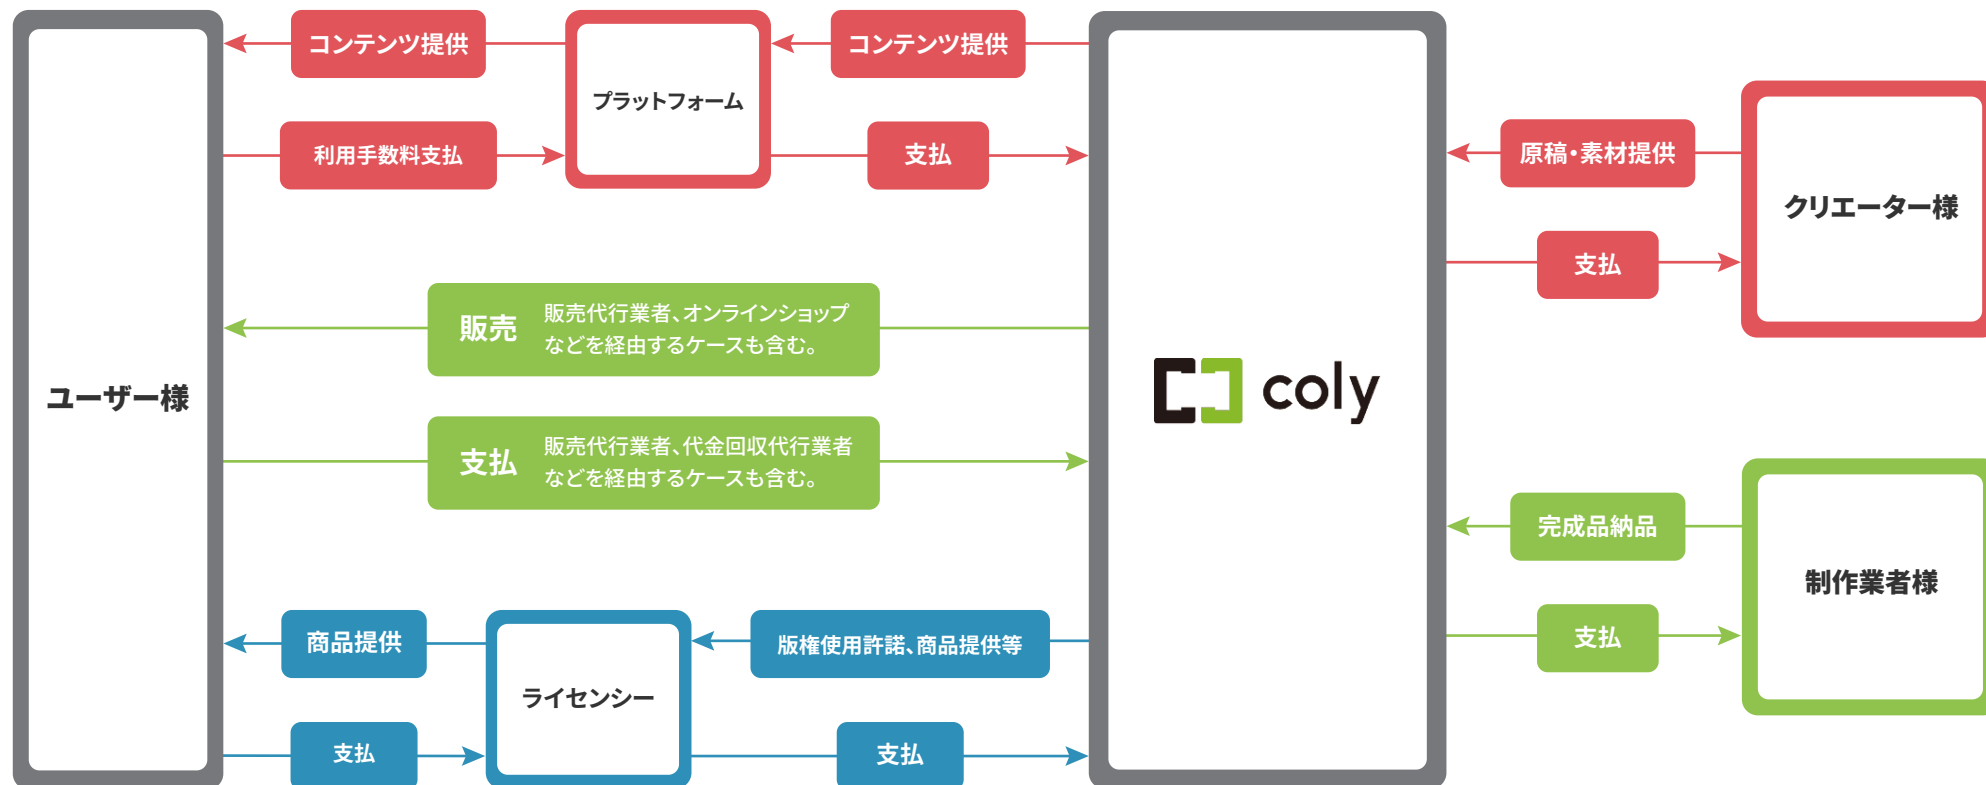 コンテンツ提供
コンテンツ提供
プラットフォーム
利用手数料支払
支払
原稿・素材提供
クリエーター様
支払
販売
販売代行業者、オンラインショップ
などを経由するケースも含む。
ユーザー様
coly
支払
販売代行業者、代金回収代行業者
などを経由するケースも含む。
完成品納品
制作業者様
支払
商品提供
版権使用許諾、商品提供等
ライセンシー
支払
支払